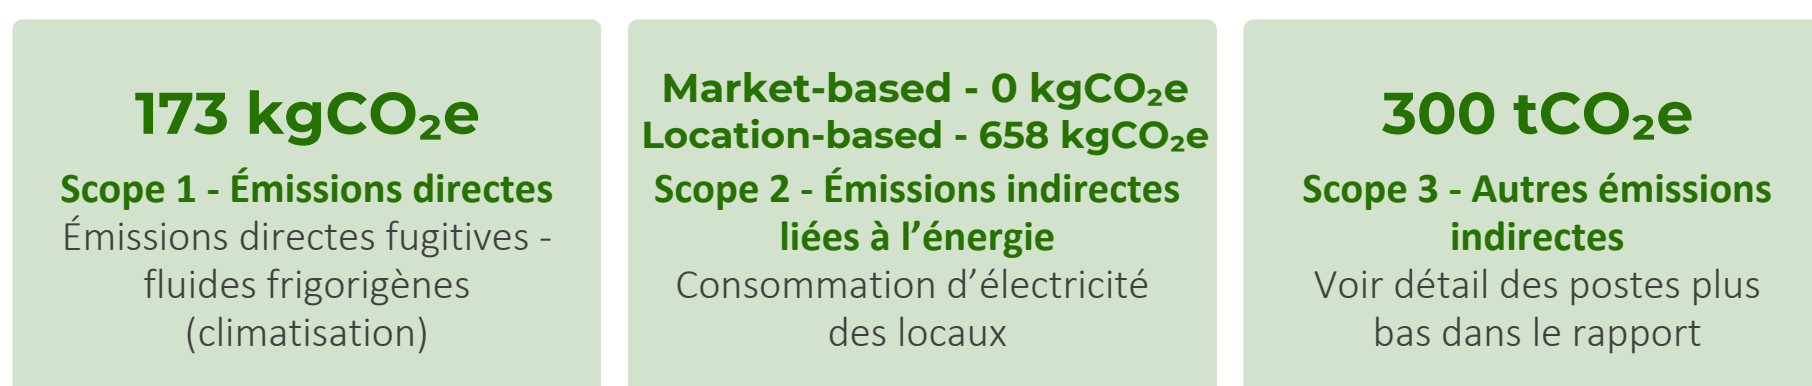 173 kgCO₂e
Scope 1 - Émissions directes
Émissions directes fugitives -
fluides frigorigènes
(climatisation)
Market-based - 0 kgCO₂e
Location-based - 658 kgCO₂e
Scope 2 - Émissions indirectes
liées à l’énergie
Consommation d’électricité
des locaux
300 tCO₂e
Scope 3 - Autres émissions
indirectes
Voir détail des postes plus
bas dans le rapport